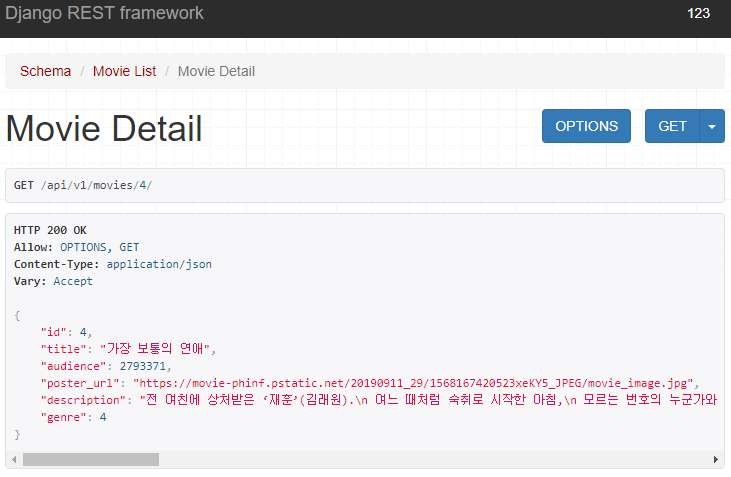 Django REST framework 123
Schema / Movie List / Movie Detail
Movie Detail
OPTIONS GET
GET /api/v1/movies/4/
HTTP 200 OK
Allow: OPTIONS, GET
Content-Type: application/json
Vary: Accept
{
    "id": 4,
    "title": "가장 보통의 연애",
    "audience": 2793371,
    "poster_url": "https://movie-phinf.pstatic.net/20190911_29/1568167420523xeKY5_JPEG/movie_image.jpg",
    "description": "전 여친에 상처받은 ‘재훈’(김래원).\n 여느 때처럼 숙취로 시작한 아침,\n 모르는 번호의 누군가와
    "genre": 4
}